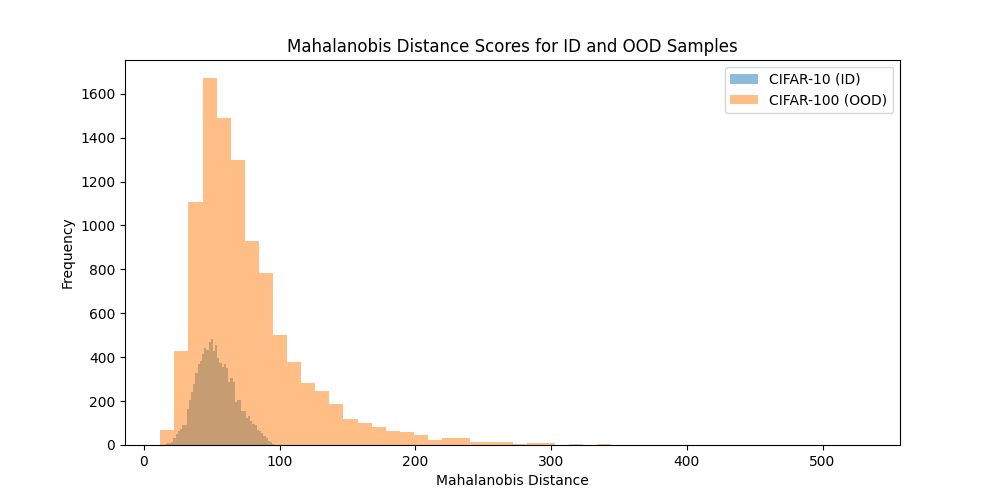 Mahalanobis Distance Scores for ID and OOD Samples
CIFAR-10 (ID)
CIFAR-100 (OOD)
Frequency
1600
1400
1200
1000
800
600
400
200
0
0 100 200 300 400 500
Mahalanobis Distance